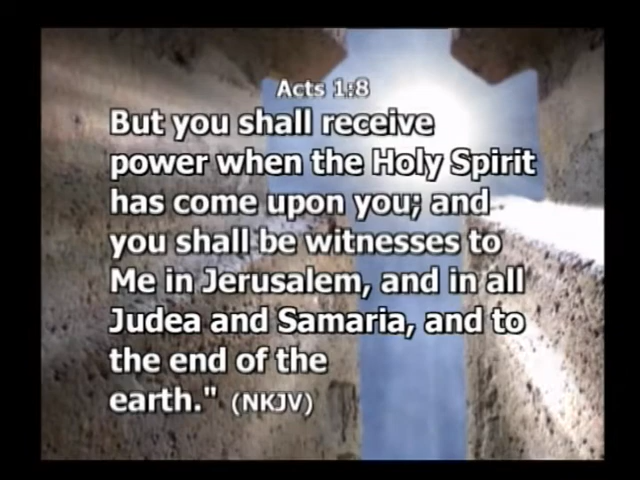 Acts 1:8
But you shall receive
power when the Holy Spirit
has come upon you; and
you shall be witnesses to
Me in Jerusalem, and in all
Judea and Samaria, and to
the end of the
earth." (NKJV)